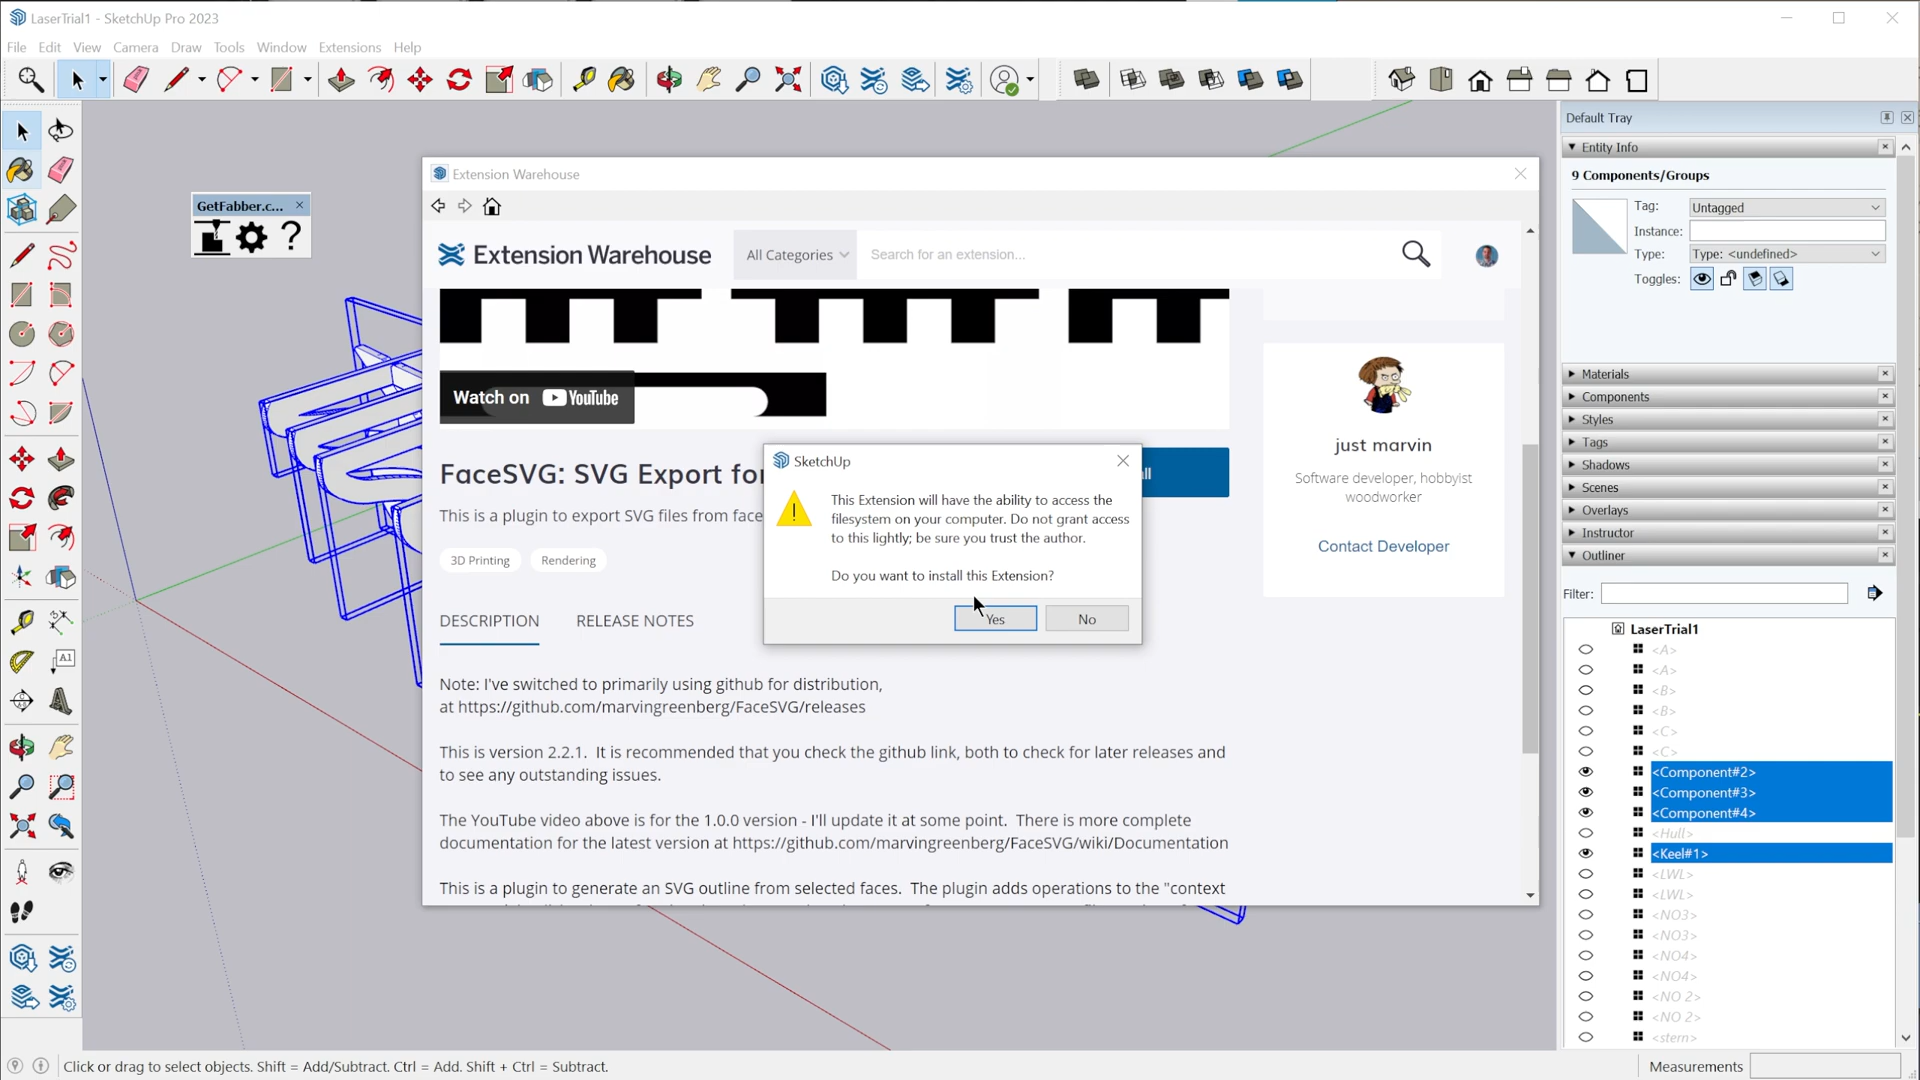 LaserTrial1 - SketchUp Pro 2023
File Edit View Camera Draw Tools Window Extensions Help
Default Tray
Entity Info
9 Components/Groups
Tag: Untagged
Instance:
Type: Type: <undefined>
Toggles:
Materials
Components
Styles
Tags
Shadows
Scenes
Overlays
Instructor
Outliner
Filter:
LaserTrial1
<A>
<A>
<B>
<B>
<C>
<C>
<Component#2>
<Component#3>
<Component#4>
<Hull>
<Keel#1>
<LWL>
<LWL>
<NO3>
<NO3>
<NO4>
<NO4>
<NO 2>
<NO 2>
<stern>
GetFabber.c...
A1
Extension Warehouse
Extension Warehouse
All Categories
Search for an extension...
Watch on YouTube
FaceSVG: SVG Export for
This is a plugin to export SVG files from face
3D Printing Rendering
DESCRIPTION RELEASE NOTES
Note: I've switched to primarily using github for distribution,
at https://github.com/marvingreenberg/FaceSVG/releases
This is version 2.2.1. It is recommended that you check the github link, both to check for later releases and
to see any outstanding issues.
The YouTube video above is for the 1.0.0 version - I'll update it at some point. There is more complete
documentation for the latest version at https://github.com/marvingreenberg/FaceSVG/wiki/Documentation
This is a plugin to generate an SVG outline from selected faces. The plugin adds operations to the "context
just marvin
Software developer, hobbyist
woodworker
Contact Developer
SketchUp
This Extension will have the ability to access the
filesystem on your computer. Do not grant access
to this lightly; be sure you trust the author.
Do you want to install this Extension?
Yes No
Click or drag to select objects. Shift = Add/Subtract. Ctrl = Add. Shift + Ctrl = Subtract.
Measurements